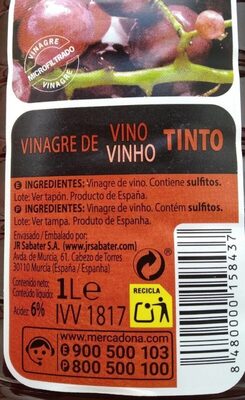 VINAGRE
MICROFILTRADO
VINAGRE
VINAGRE DE VINO VINHO TINTO
E INGREDIENTES: Vinagre de vino. Contiene sulfitos.
Lote: Ver tapón. Producto de España.
P INGREDIENTES: Vinagre de vinho. Contém sulfitos.
Lote: Ver tampa. Produto de Espanha.
Envasado / Embalado por:
JR Sabater S.A. (www.jrsabater.com)
Avda. de Murcia, 61. Cabezo de Torres
30110 Murcia (España / Espanha)
Contenido neto/
Conteúdo líquido: 1Le
Acidez: 6% IVV 1817
RECICLA
www.mercadona.com
E 900 500 103
P 800 500 100
8 480000 158437